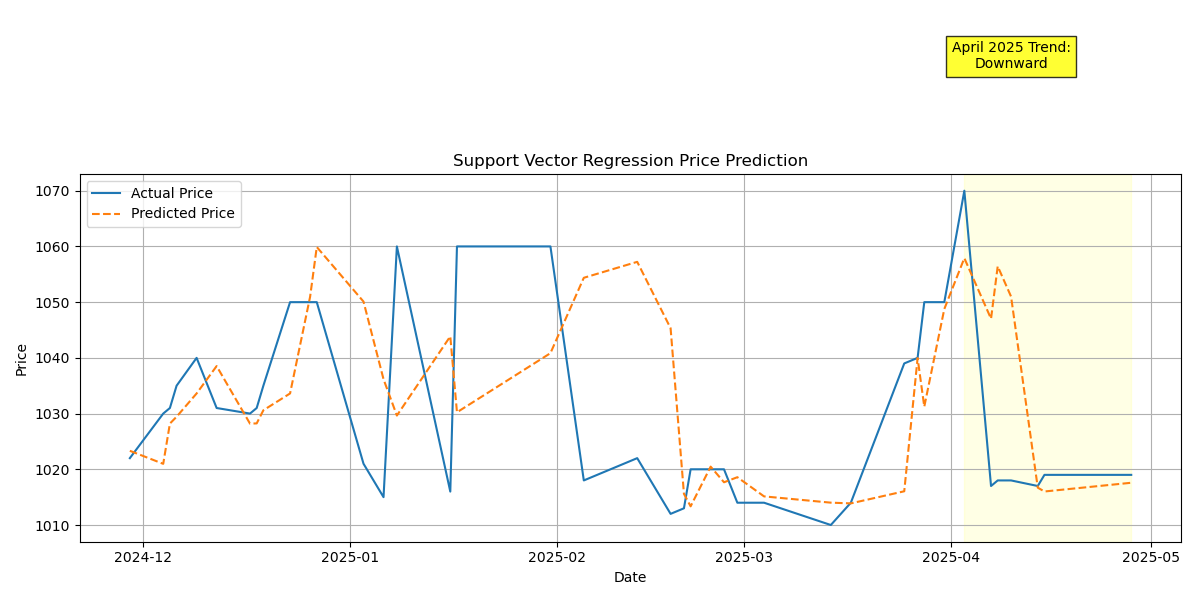 April 2025 Trend:
Downward
Support Vector Regression Price Prediction
Actual Price
Predicted Price
Price
1070
1060
1050
1040
1030
1020
1010
2024-12
2025-01
2025-02
2025-03
2025-04
2025-05
Date